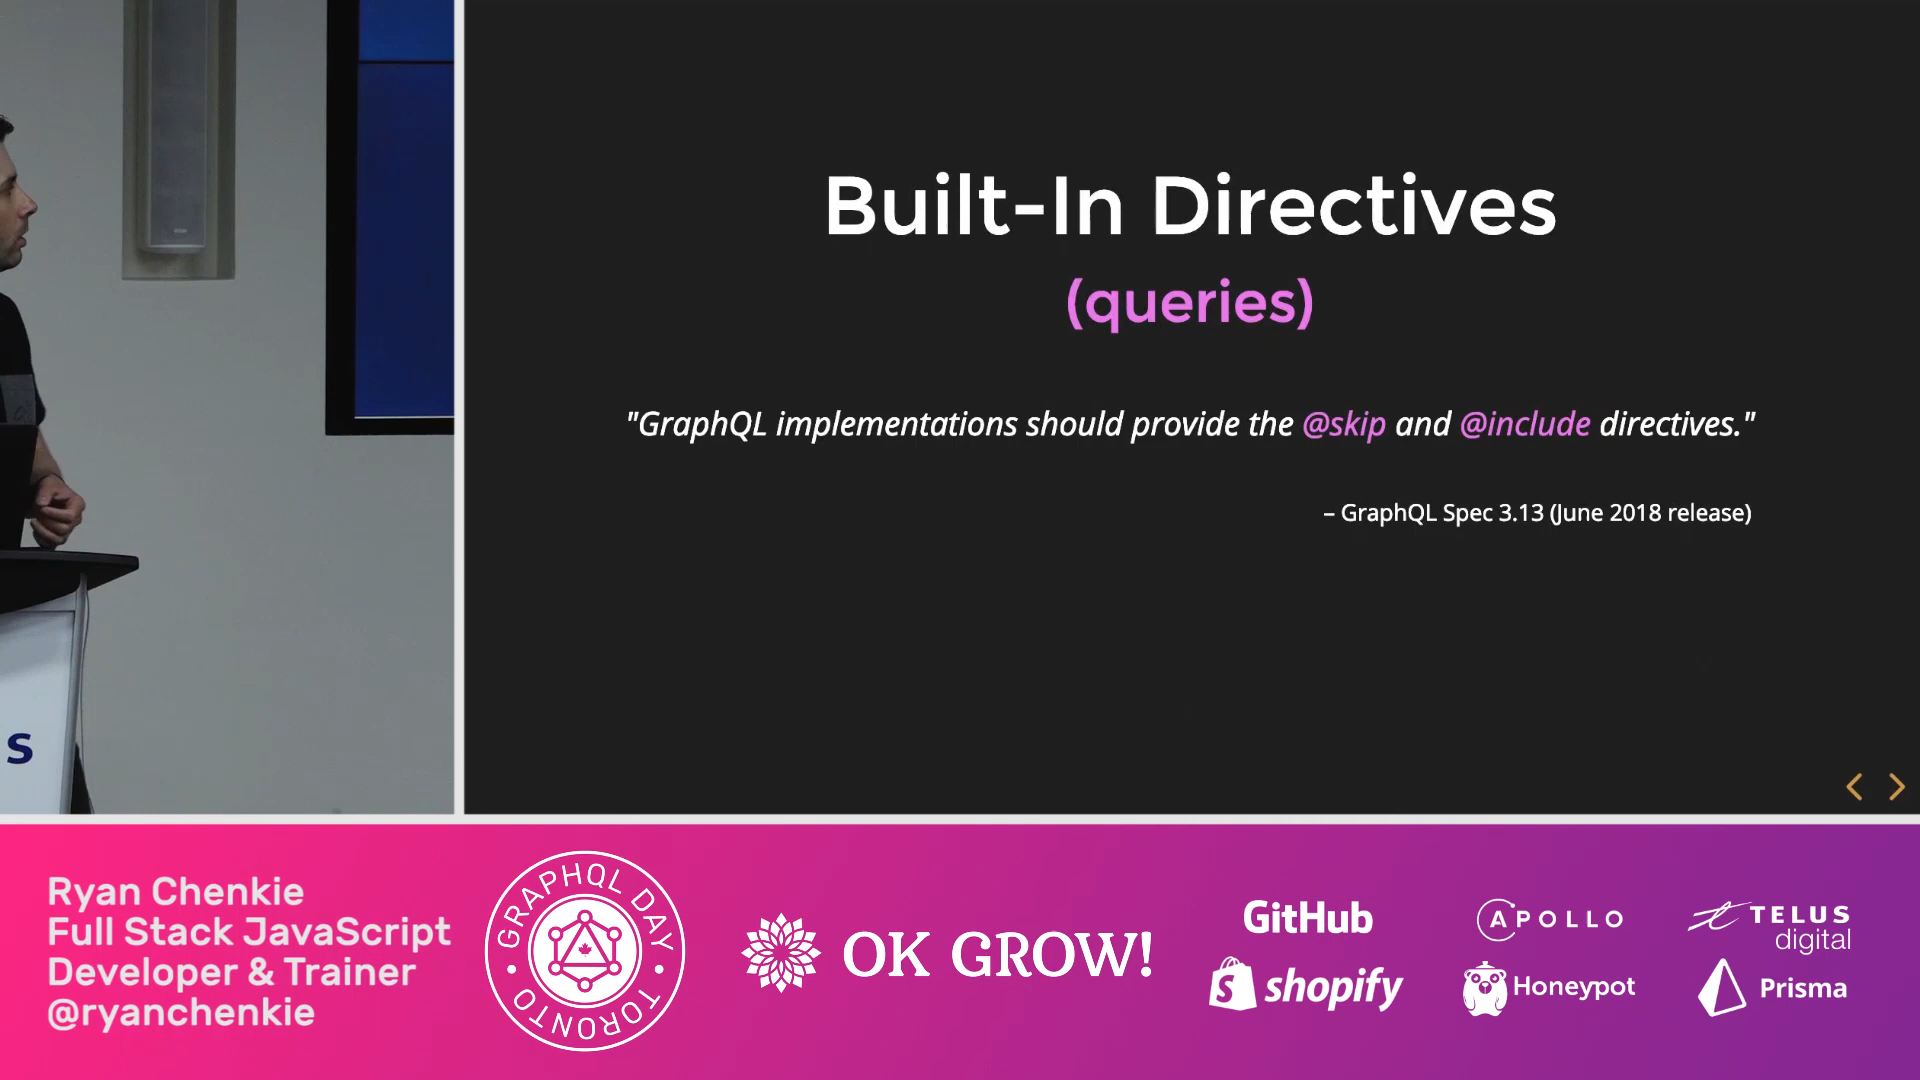 Built-In Directives
(queries)
"GraphQL implementations should provide the @skip and @include directives."
– GraphQL Spec 3.13 (June 2018 release)
S
Ryan Chenkie
Full Stack JavaScript
Developer & Trainer
@ryanchenkie
GRAPHQL DAY
TORONTO
OK GROW!
GitHub
APOLLO
TELUS
digital
shopify
Honeypot
Prisma